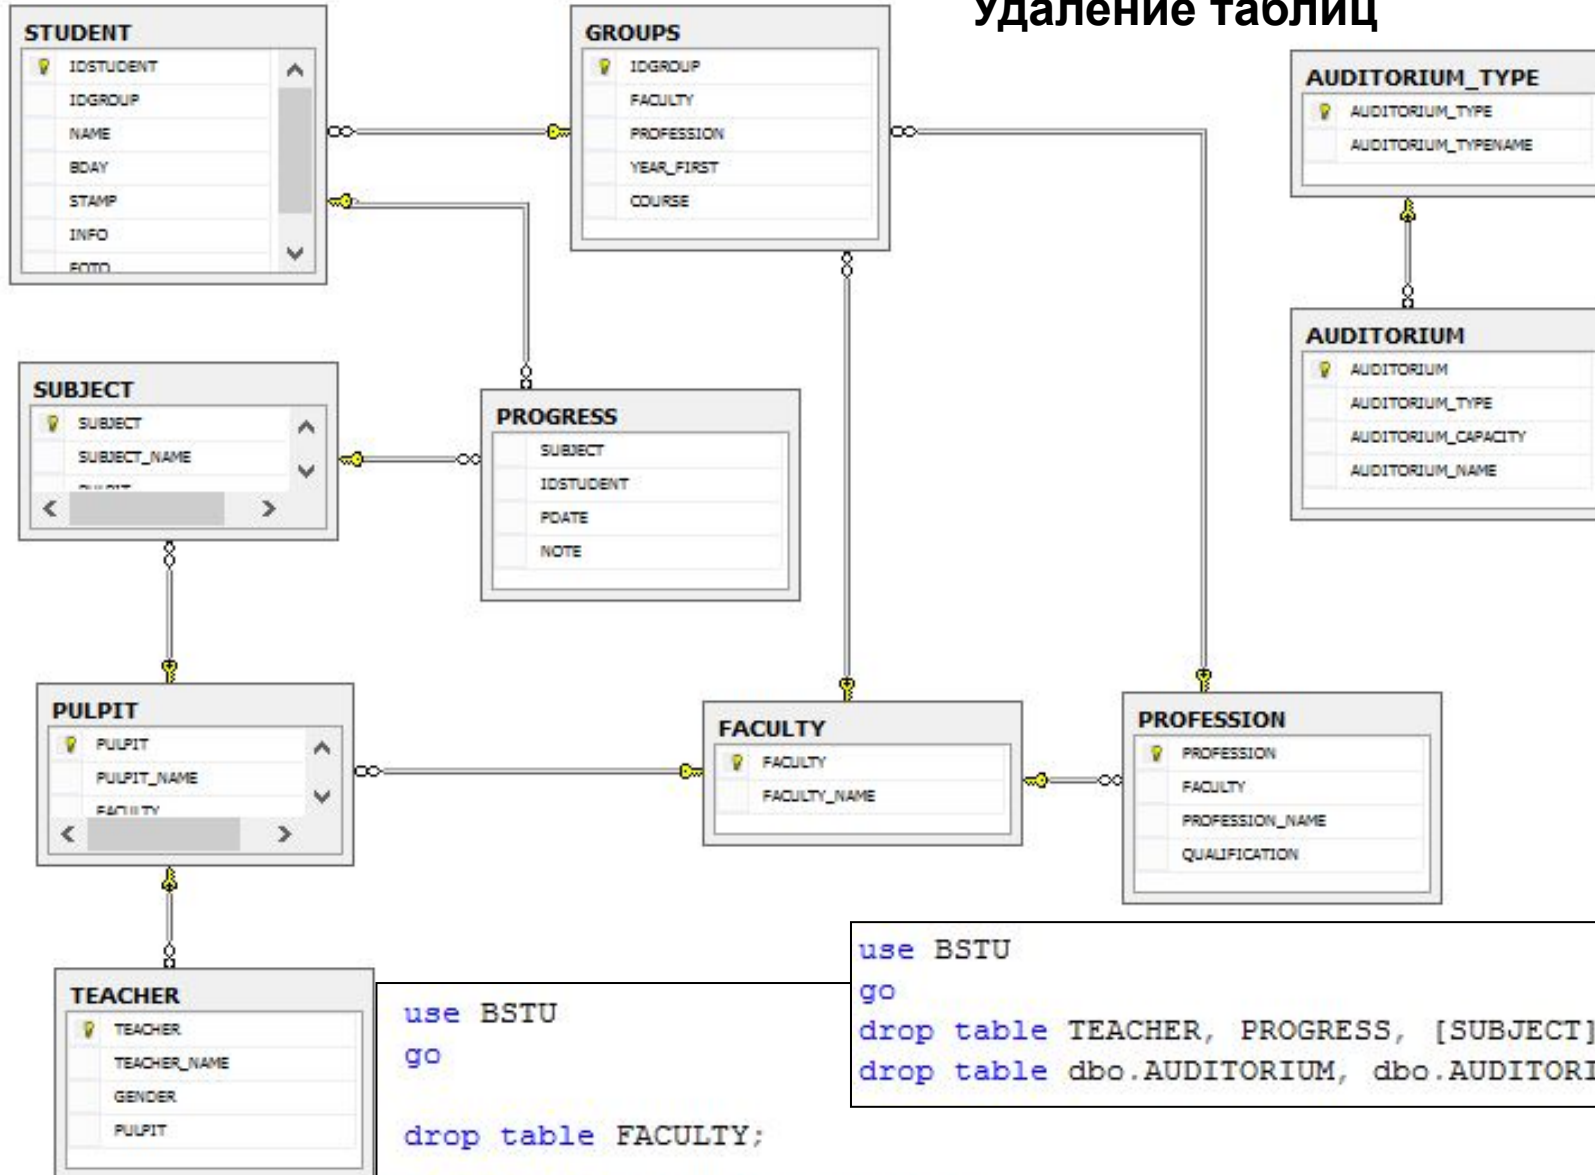 Удаление таблиц
STUDENT
IDSTUDENT
IDGROUP
NAME
BDAY
STAMP
INFO
FOTO
GROUPS
IDGROUP
FACULTY
PROFESSION
YEAR_FIRST
COURSE
AUDITORIUM_TYPE
AUDITORIUM_TYPE
AUDITORIUM_TYPENAME
AUDITORIUM
AUDITORIUM
AUDITORIUM_TYPE
AUDITORIUM_CAPACITY
AUDITORIUM_NAME
SUBJECT
SUBJECT
SUBJECT_NAME
PULPIT
PROGRESS
SUBJECT
IDSTUDENT
PDATE
NOTE
PULPIT
PULPIT
PULPIT_NAME
FACULTY
FACULTY
FACULTY
FACULTY_NAME
PROFESSION
PROFESSION
FACULTY
PROFESSION_NAME
QUALIFICATION
TEACHER
TEACHER
TEACHER_NAME
GENDER
PULPIT
use BSTU
go
drop table FACULTY;
use BSTU
go
drop table TEACHER, PROGRESS, [SUBJECT]
drop table dbo.AUDITORIUM, dbo.AUDITORI